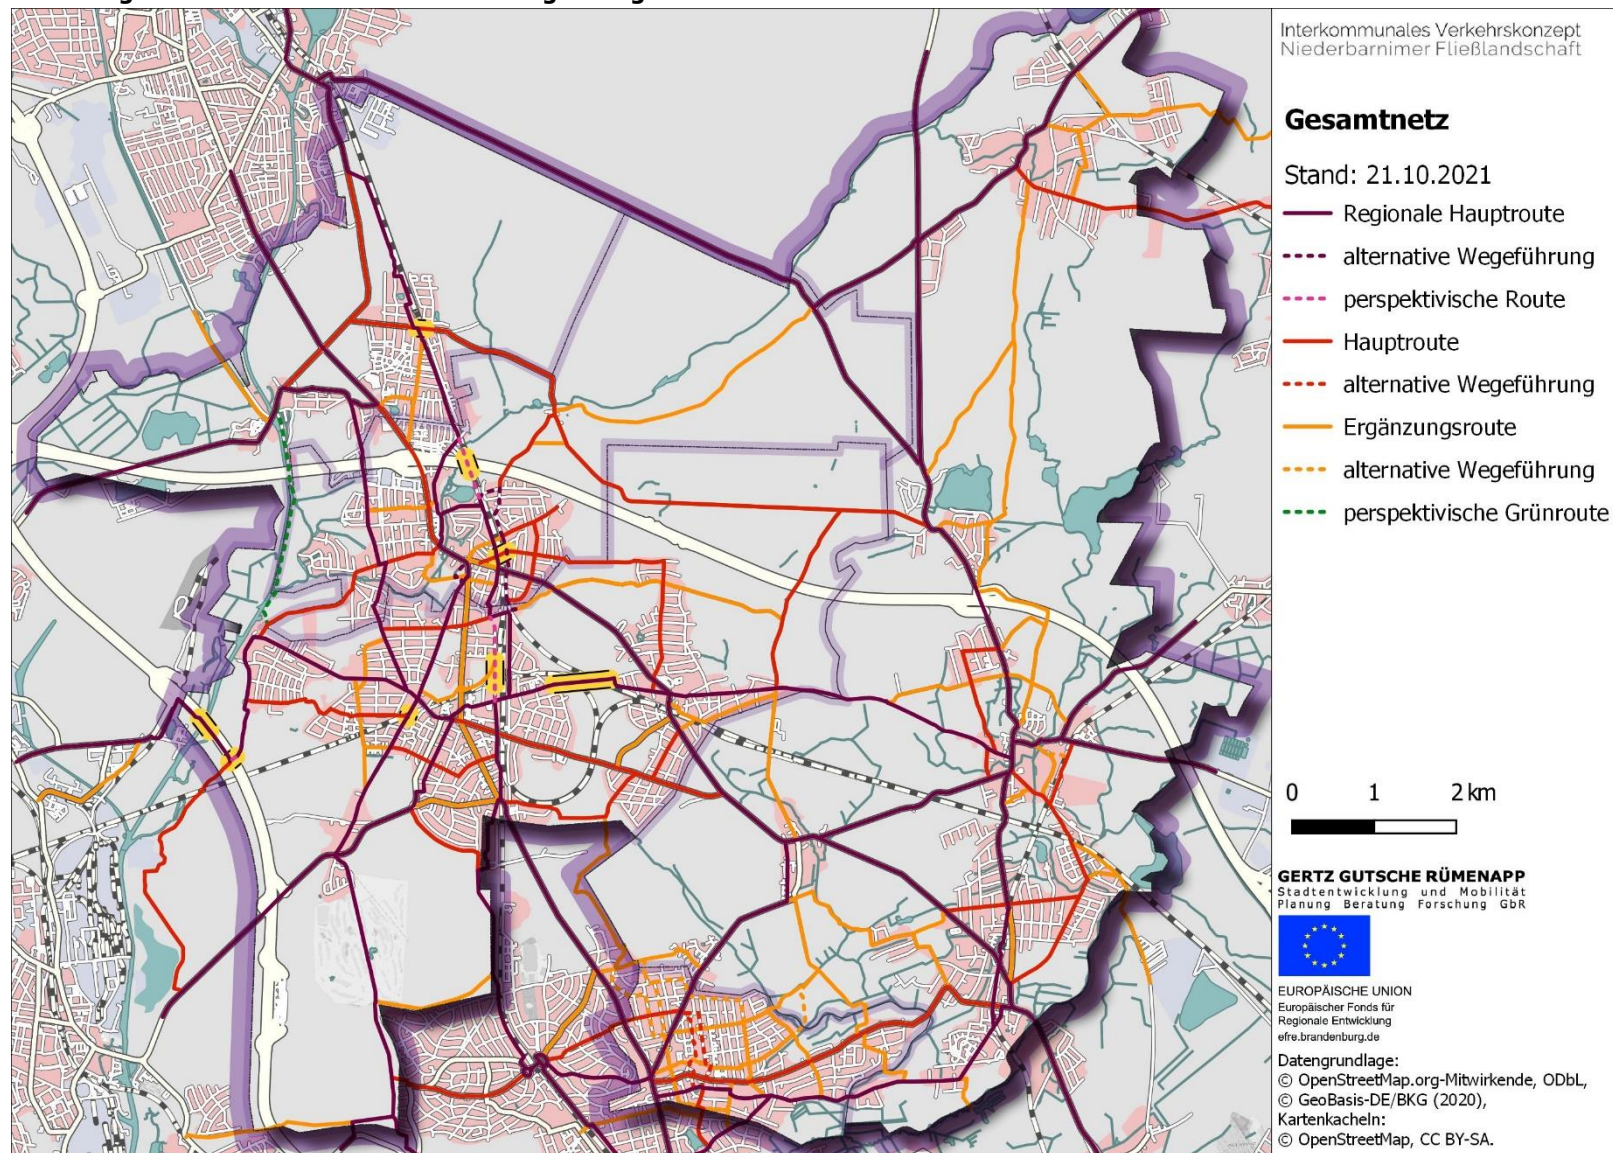 Interkommunales Verkehrskonzept
Niederbarnimer Fließlandschaft
Gesamtnetz
Stand: 21.10.2021
Regionale Hauptroute
alternative Wegeführung
perspektivische Route
Hauptroute
alternative Wegeführung
Ergänzungsroute
alternative Wegeführung
perspektivische Grünroute
0 1 2 km
GERTZ GUTSCHE RÜMENAPP
Stadtentwicklung und Mobilität
Planung Beratung Forschung GbR
EUROPÄISCHE UNION
Europäischer Fonds für
Regionale Entwicklung
efre.brandenburg.de
Datengrundlage:
© OpenStreetMap.org-Mitwirkende, ODbL,
© GeoBasis-DE/BKG (2020),
Kartenkacheln:
© OpenStreetMap, CC BY-SA.